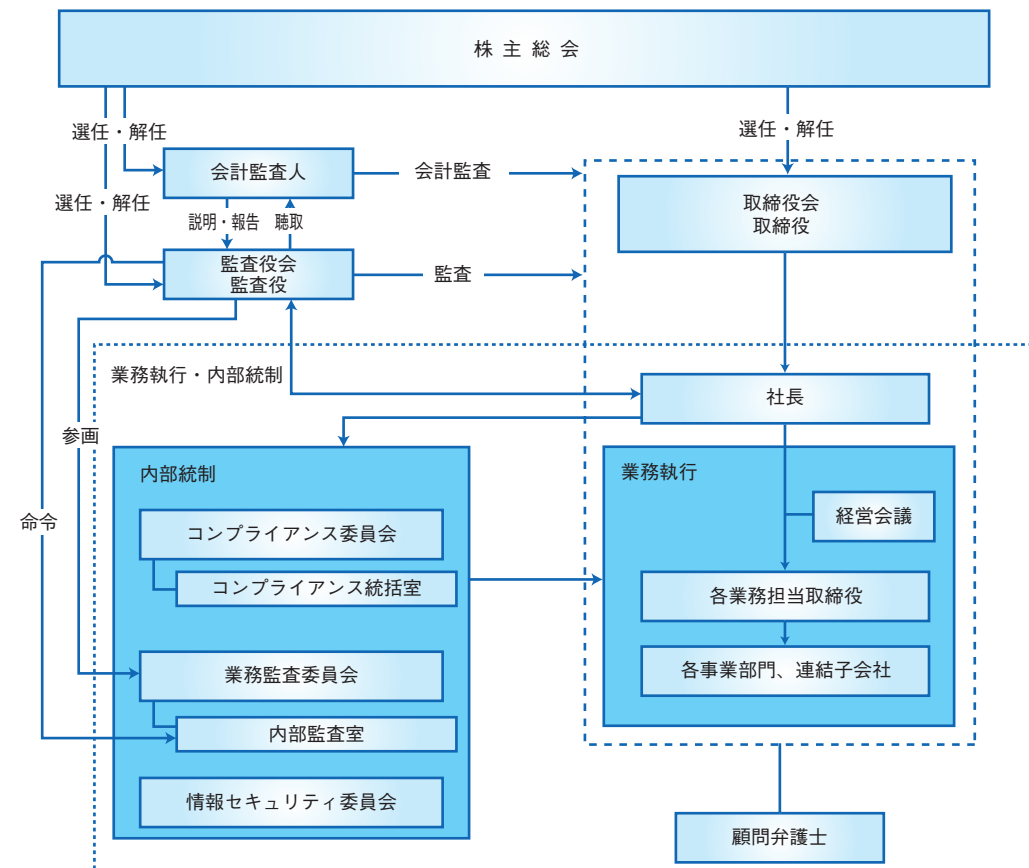 株主総会
選任・解任
選任・解任
会計監査人
会計監査
選任・解任
取締役会
取締役
説明・報告
聴取
監査役会
監査役
監査
業務執行・内部統制
社長
参画
命令
内部統制
コンプライアンス委員会
コンプライアンス統括室
業務監査委員会
内部監査室
情報セキュリティ委員会
業務執行
経営会議
各業務担当取締役
各事業部門、連結子会社
顧問弁護士